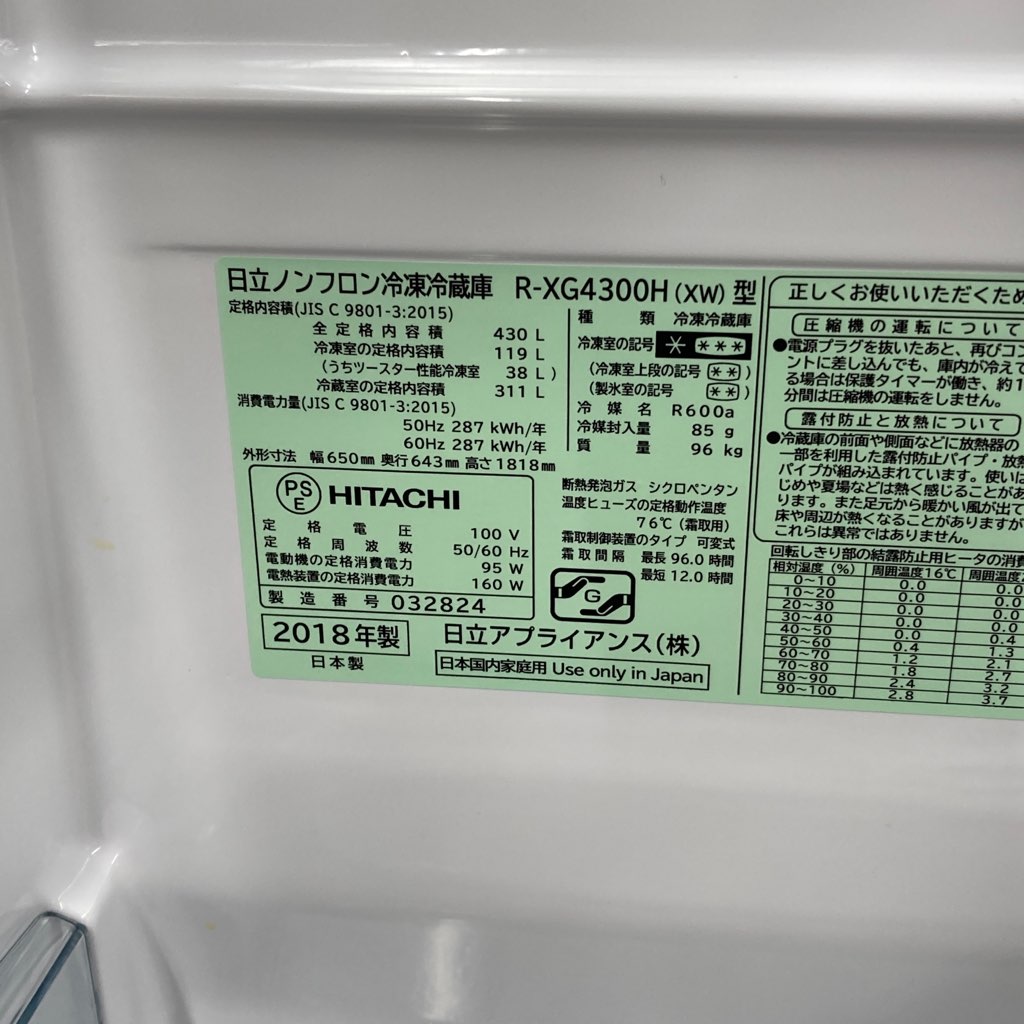 日立ノンフロン冷凍冷蔵庫 R-XG4300H(XW)型
定格内容積(JIS C 9801-3:2015)
全定格内容積 430 L
冷凍室の定格内容積 119 L
(うちツースター性能冷凍室 38 L)
冷蔵室の定格内容積 311 L
消費電力量(JIS C 9801-3:2015)
50Hz 287 kWh/年
60Hz 287 kWh/年
外形寸法 幅650mm 奥行643mm 高さ1818mm
PSE HITACHI
定格電圧 100 V
定格周波数 50/60 Hz
電動機の定格消費電力 95 W
電熱装置の定格消費電力 160 W
製造番号 032824
2018年製
日本製
種類 冷凍冷蔵庫
冷凍室の記号 * ***
(冷凍室上段の記号 **)
(製氷室の記号 **)
冷媒名 R600a
冷媒封入量 85 g
質量 96 kg
断熱発泡ガス シクロペンタン
温度ヒューズの定格動作温度
76℃(霜取用)
霜取制御装置のタイプ 可変式
霜取間隔 最長96.0時間
最短12.0時間
G
日立アプライアンス(株)
日本国内家庭用 Use only in Japan
正しくお使いいただくため
圧縮機の運転について
●電源プラグを抜いたあと、再びコン
ントに差し込んでも、庫内が冷えて
る場合は保護タイマーが働き、約1
分間は圧縮機の運転をしません。
露付防止と放熱について
●冷蔵庫の前面や側面などに放熱器の
一部を利用した露付防止パイプ・放熱
パイプが組み込まれています。使いは
じめや夏場などは熱く感じることがあ
ります。また足元から暖かい風が出て
床や周辺が熱くなることがありますが
これらは異常ではありません。
回転しきり部の結露防止用ヒータの消費
相対湿度(%) 周囲温度16℃ 周囲温度
0~10 0.0 0.0
10~20 0.0 0.0
20~30 0.0 0.0
30~40 0.0 0.0
40~50 0.0 0.4
50~60 0.4 1.3
60~70 1.2 2.1
70~80 1.8 2.7
80~90 2.4 3.2
90~100 2.8 3.7